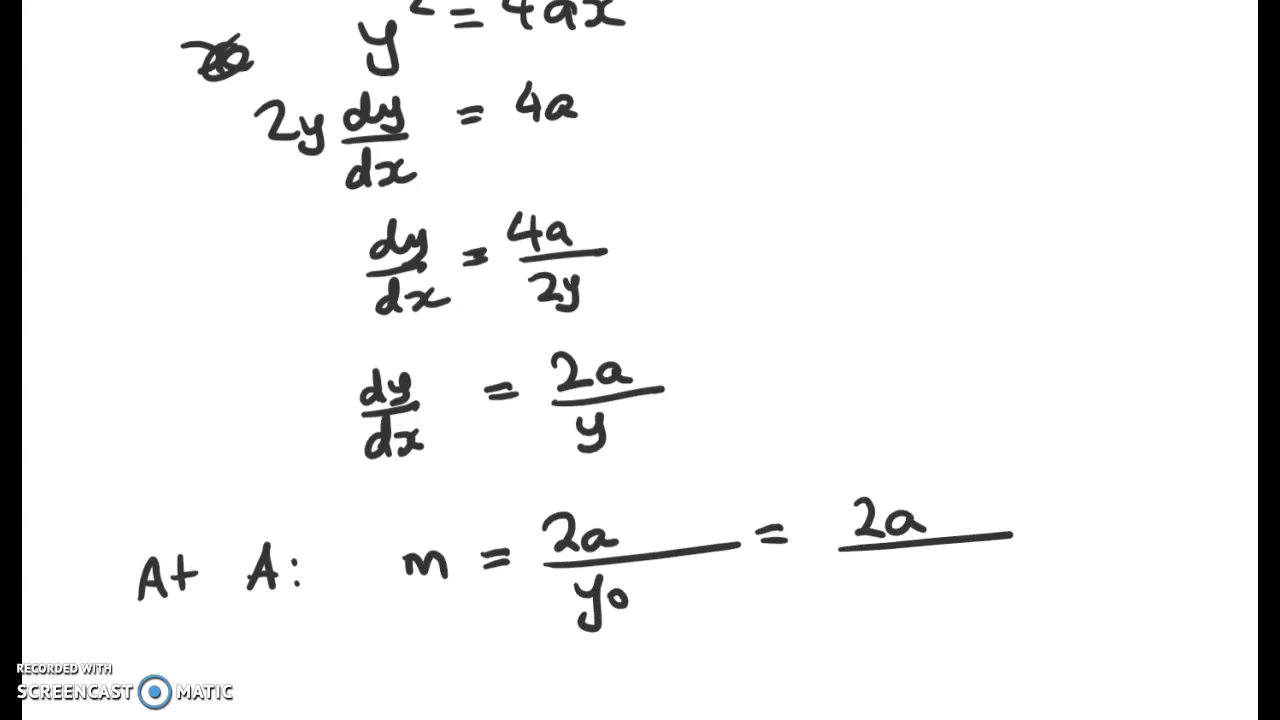 y² = 4ax
2y dy/dx = 4a
dy/dx = 4a/2y
dy/dx = 2a/y
At A: m = 2a/y₀ = 2a/
RECORDED WITH
SCREENCAST MATIC